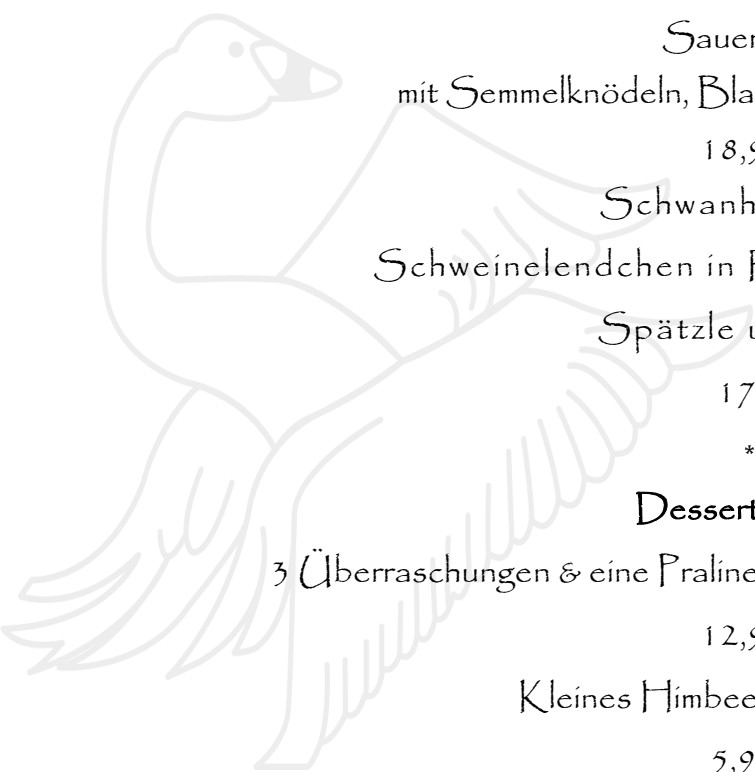 Sauer
mit Semmelknödeln, Bla
18,9
Schwanh
Schweinelendchen in
Spätzle u
17
*
Dessert
3 Überraschungen & eine Praline
12,9
Kleines Himbee
5,9